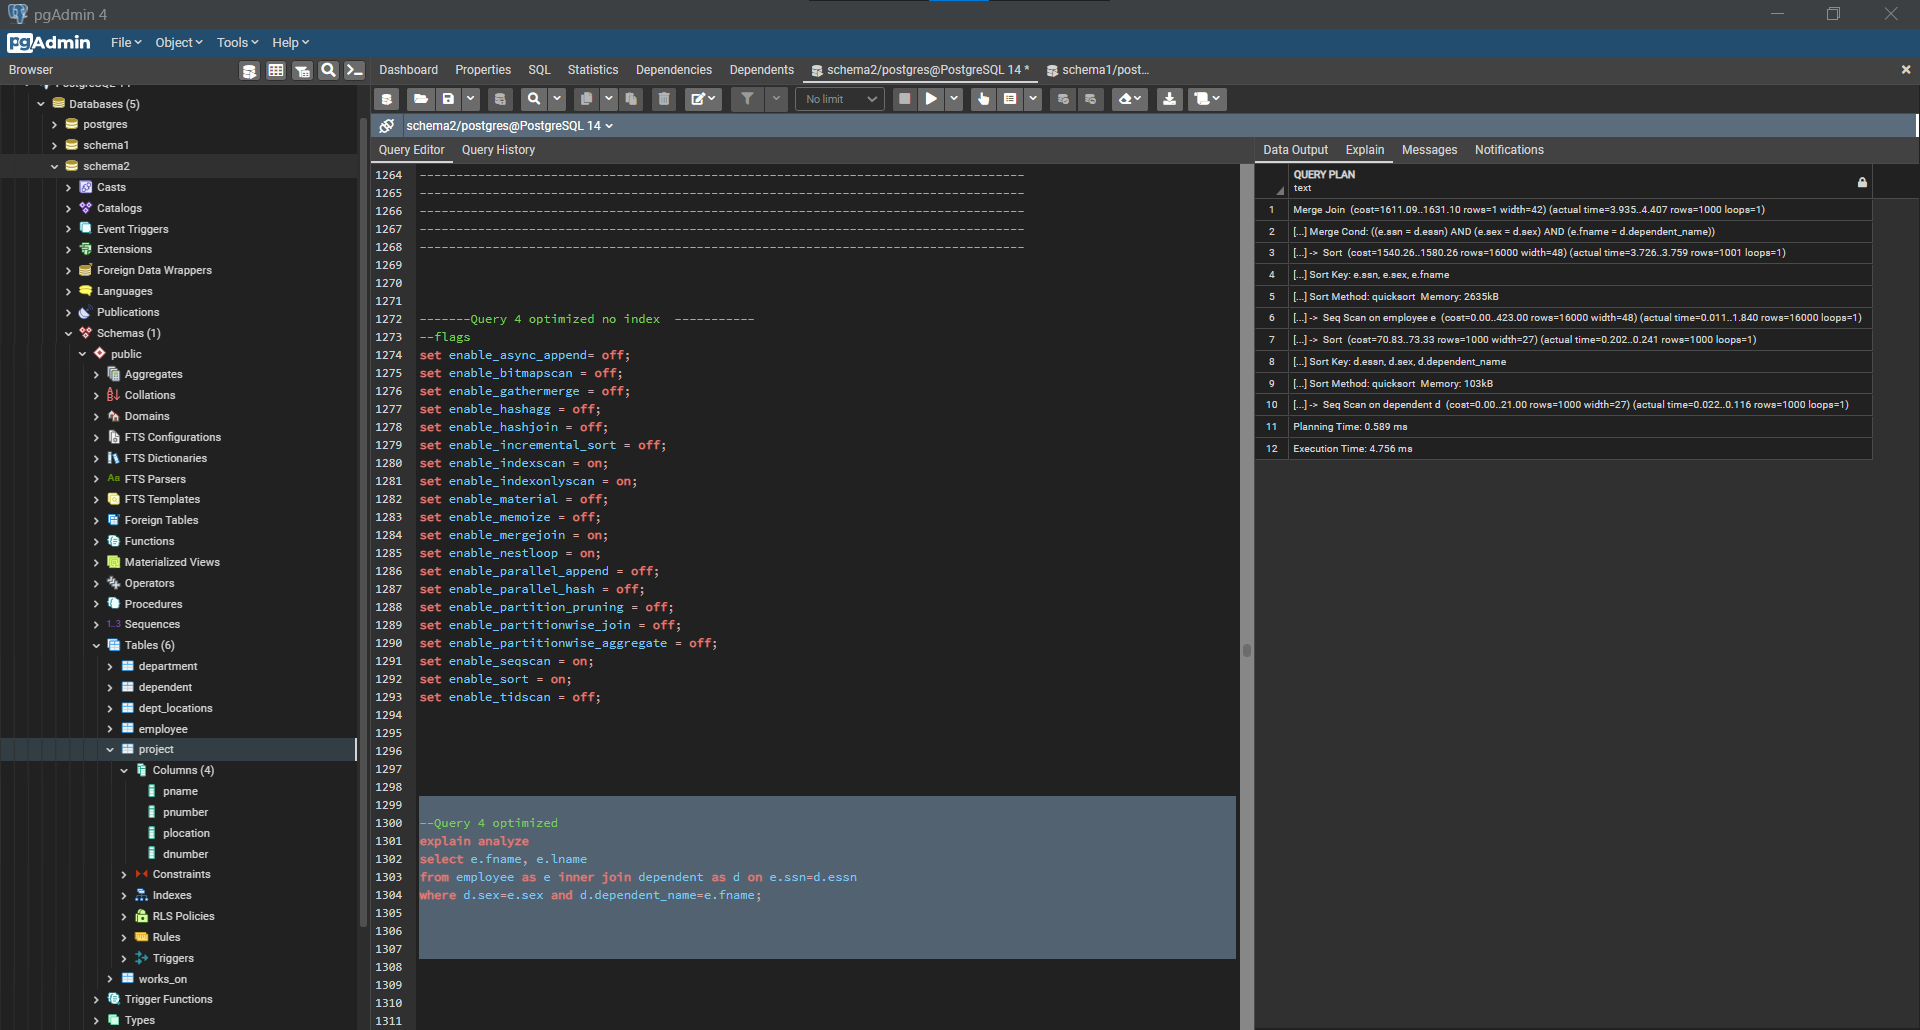 pgAdmin 4
pgAdmin
File
Object
Tools
Help
Browser
Databases (5)
postgres
schema1
schema2
Casts
Catalogs
Event Triggers
Extensions
Foreign Data Wrappers
Languages
Publications
Schemas (1)
public
Aggregates
Collations
Domains
FTS Configurations
FTS Dictionaries
Aa FTS Parsers
FTS Templates
Foreign Tables
Functions
Materialized Views
Operators
Procedures
1..3 Sequences
Tables (6)
department
dependent
dept_locations
employee
project
Columns (4)
pname
pnumber
plocation
dnumber
Constraints
Indexes
RLS Policies
Rules
Triggers
works_on
Trigger Functions
Types
Dashboard
Properties
SQL
Statistics
Dependencies
Dependents
schema2/postgres@PostgreSQL 14 *
schema1/post...
No limit
schema2/postgres@PostgreSQL 14
Query Editor
Query History
1264 -----------------------------------------------------------------------------------
1265 -----------------------------------------------------------------------------------
1266 -----------------------------------------------------------------------------------
1267 -----------------------------------------------------------------------------------
1268 -----------------------------------------------------------------------------------
1269
1270
1271
1272 -------Query 4 optimized no index  -----------
1273 --flags
1274 set enable_async_append= off;
1275 set enable_bitmapscan = off;
1276 set enable_gathermerge = off;
1277 set enable_hashagg = off;
1278 set enable_hashjoin = off;
1279 set enable_incremental_sort = off;
1280 set enable_indexscan = on;
1281 set enable_indexonlyscan = on;
1282 set enable_material = off;
1283 set enable_memoize = off;
1284 set enable_mergejoin = on;
1285 set enable_nestloop = on;
1286 set enable_parallel_append = off;
1287 set enable_parallel_hash = off;
1288 set enable_partition_pruning = off;
1289 set enable_partitionwise_join = off;
1290 set enable_partitionwise_aggregate = off;
1291 set enable_seqscan = on;
1292 set enable_sort = on;
1293 set enable_tidscan = off;
1294
1295
1296
1297
1298
1299
1300 --Query 4 optimized
1301 explain analyze
1302 select e.fname, e.lname
1303 from employee as e inner join dependent as d on e.ssn=d.essn
1304 where d.sex=e.sex and d.dependent_name=e.fname;
1305
1306
1307
1308
1309
1310
1311
Data Output
Explain
Messages
Notifications
QUERY PLAN
text
1 Merge Join (cost=1611.09..1631.10 rows=1 width=42) (actual time=3.935..4.407 rows=1000 loops=1)
2 [...] Merge Cond: ((e.ssn = d.essn) AND (e.sex = d.sex) AND (e.fname = d.dependent_name))
3 [...] -> Sort (cost=1540.26..1580.26 rows=16000 width=48) (actual time=3.726..3.759 rows=1001 loops=1)
4 [...] Sort Key: e.ssn, e.sex, e.fname
5 [...] Sort Method: quicksort Memory: 2635kB
6 [...] -> Seq Scan on employee e (cost=0.00..423.00 rows=16000 width=48) (actual time=0.011..1.840 rows=16000 loops=1)
7 [...] -> Sort (cost=70.83..73.33 rows=1000 width=27) (actual time=0.202..0.241 rows=1000 loops=1)
8 [...] Sort Key: d.essn, d.sex, d.dependent_name
9 [...] Sort Method: quicksort Memory: 103kB
10 [...] -> Seq Scan on dependent d (cost=0.00..21.00 rows=1000 width=27) (actual time=0.022..0.116 rows=1000 loops=1)
11 Planning Time: 0.589 ms
12 Execution Time: 4.756 ms